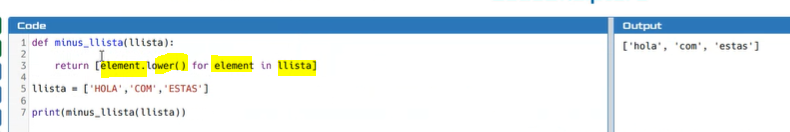 Code
Output
1 def minus_llista(llista):
2
3 return [element.lower() for element in llista]
4
5 llista = ['HOLA','COM','ESTAS']
6
7 print(minus_llista(llista))
['hola', 'com', 'estas']